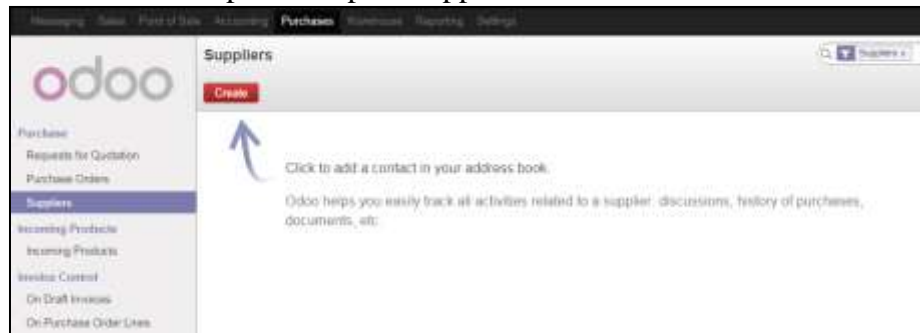 Messaging Sales Point of Sale Accounting Purchases Warehouse Reporting Settings
Suppliers
Suppliers x
odoo
Create
Purchase
Requests for Quotation
Purchase Orders
Suppliers
Incoming Products
Incoming Products
Invoice Control
On Draft Invoices
On Purchase Order Lines
Click to add a contact in your address book.
Odoo helps you easily track all activities related to a supplier: discussions, history of purchases,
documents, etc.